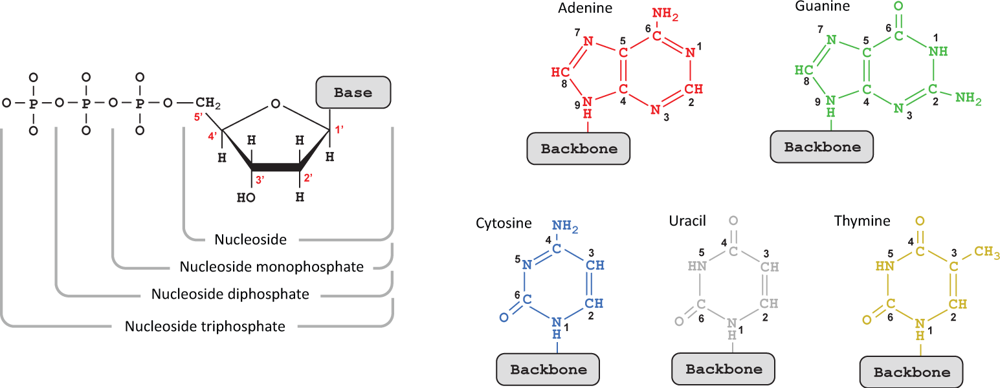 Adenine
NH2
6
7
N
5
C
C
N
1
HC
8
C
4
CH
2
9
N
H
N
3
Backbone
Guanine
O
6
7
N
5
C
C
1
NH
HC
8
C
4
C
2
NH2
9
N
H
N
3
Backbone
O O O
O P O P O P O CH2 O Base
O O O
5’
4’ 1’
H H H H
3’ 2’
HO H
Nucleoside
Nucleoside monophosphate
Nucleoside diphosphate
Nucleoside triphosphate
Cytosine
NH2
4
C
3
5
N
CH
6
C
CH
2
O
N
1
H
Backbone
Uracil
O
4
C
3
5
HN
CH
C
6
CH
2
O
N
1
H
Backbone
Thymine
O
4
C
3
CH3
5
HN
C
C
6
CH
2
O
N
1
H
Backbone